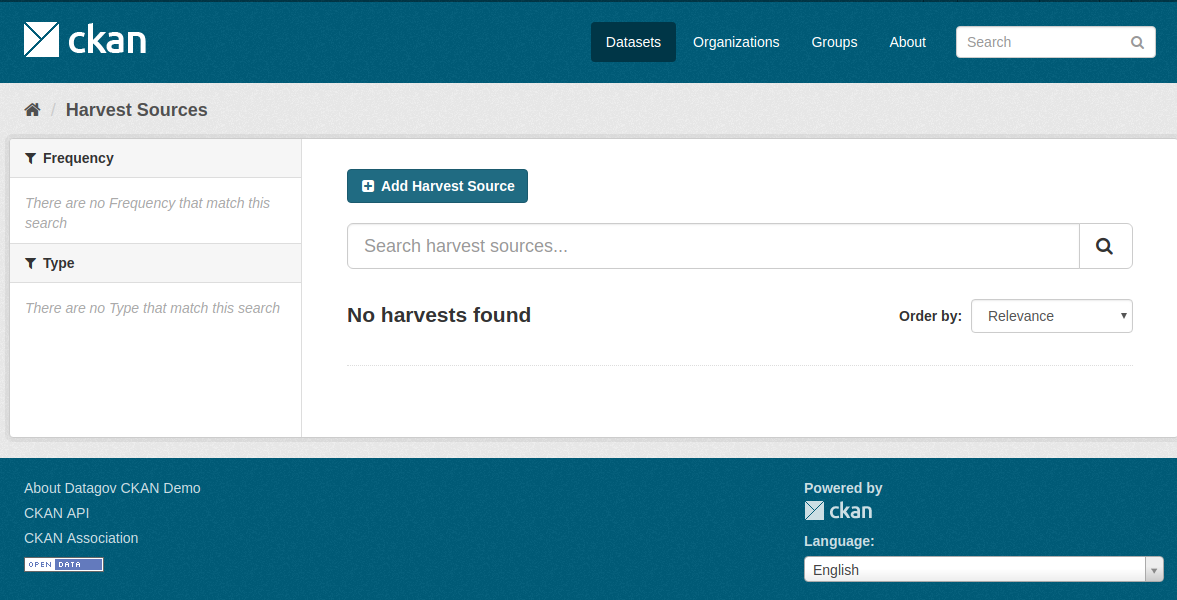 ckan
Datasets Organizations Groups About Search
/ Harvest Sources
Frequency
There are no Frequency that match this
search
Type
There are no Type that match this search
Add Harvest Source
Search harvest sources...
No harvests found
Order by: Relevance
About Datagov CKAN Demo
CKAN API
CKAN Association
OPEN DATA
Powered by
ckan
Language:
English